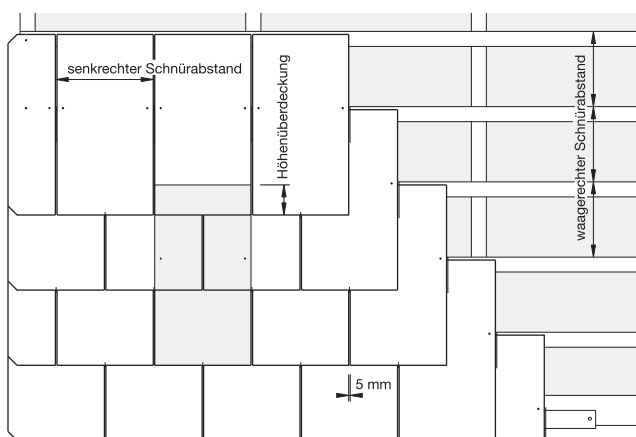 senkrechter Schnürabstand
Höhenüberdeckung
waagerechter Schnürabstand
5 mm